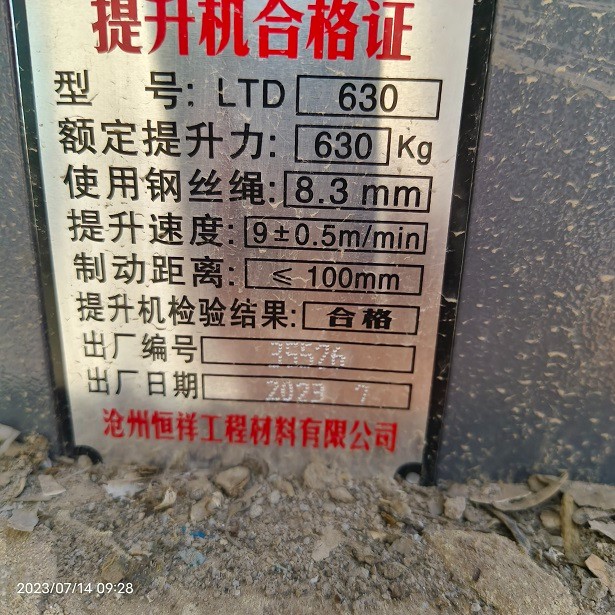 提升机合格证
型 号: LTD 630
额定提升力: 630 Kg
使用钢丝绳: 8.3 mm
提升速度: 9±0.5m/min
制动距离: ≤ 100mm
提升机检验结果: 合格
出厂编号 35526
出厂日期 2023 7
沧州恒祥工程材料有限公司
2023/07/14 09:28